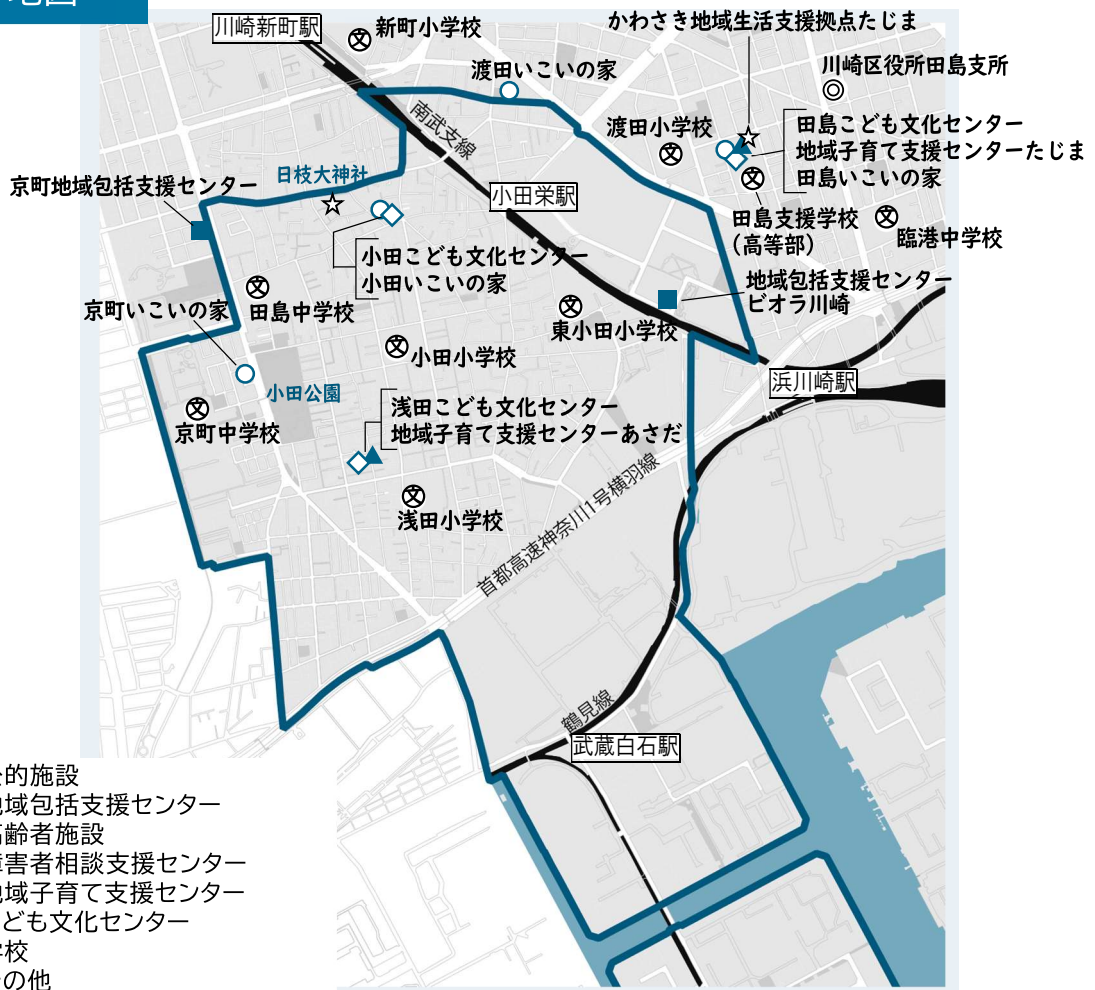 地図
川崎新町駅
新町小学校
かわさき地域生活支援拠点たじま
渡田いこいの家
川崎区役所田島支所
南武支線
渡田小学校
田島こども文化センター
地域子育て支援センターたじま
田島いこいの家
日枝大神社
京町地域包括支援センター
小田栄駅
田島支援学校
(高等部)
臨港中学校
小田こども文化センター
小田いこいの家
地域包括支援センター
ビオラ川崎
京町いこいの家
田島中学校
東小田小学校
小田小学校
浜川崎駅
小田公園
京町中学校
浅田こども文化センター
地域子育て支援センターあさだ
浅田小学校
首都高速神奈川1号横羽線
鶴見線
武蔵白石駅
的施設
域包括支援センター
齢者施設
害者相談支援センター
域子育て支援センター
ども文化センター
校
の他